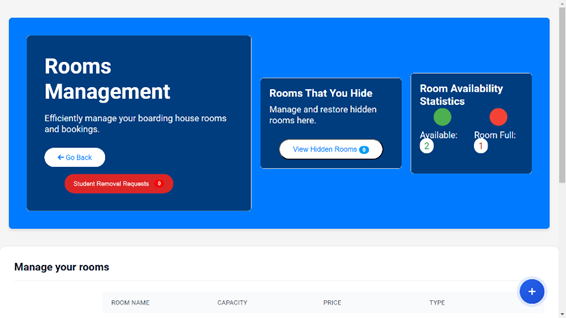 Rooms
Management
Efficiently manage your boarding house rooms
and bookings.
Go Back
Student Removal Requests 0
Rooms That You Hide
Manage and restore hidden
rooms here.
View Hidden Rooms 0
Room Availability
Statistics
Available:
2
Room Full:
1
Manage your rooms
ROOM NAME CAPACITY PRICE TYPE